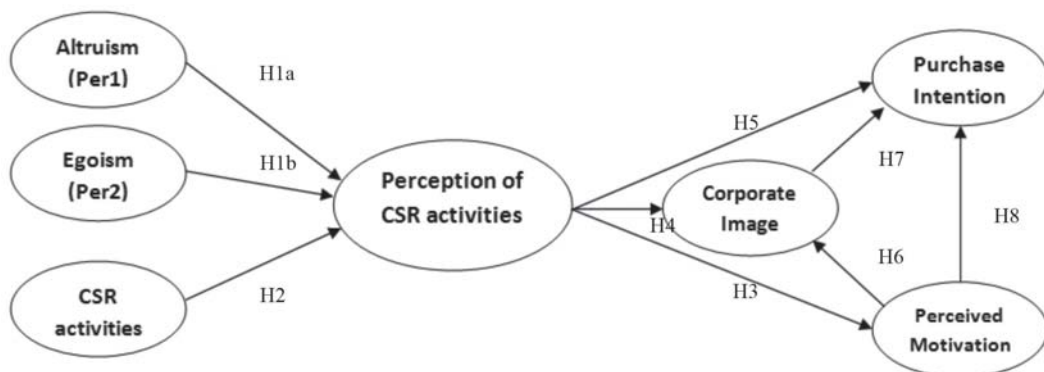 Altruism
(Per1)
H1a
Egoism
(Per2)
H1b
CSR
activities
H2
Perception of
CSR activities
H5
H4
H3
Corporate
Image
Purchase
Intention
H7
H8
H6
Perceived
Motivation